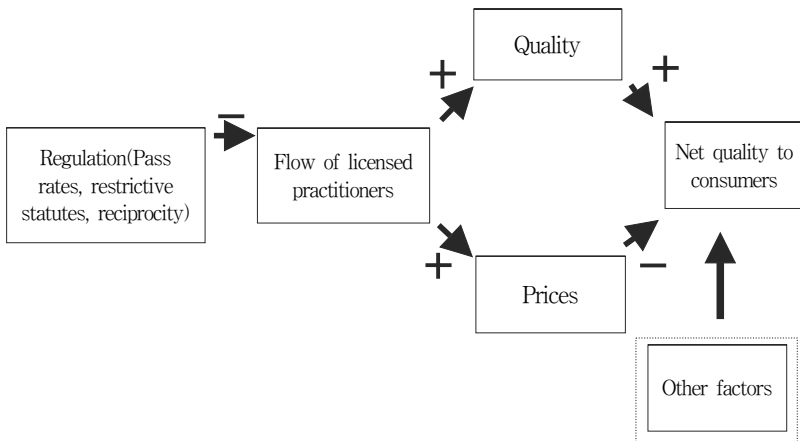 Regulation(Pass
rates, restrictive
statutes, reciprocity)
−
Flow of licensed
practitioners
+
Quality
+
+
Prices
−
Net quality to
consumers
Other factors